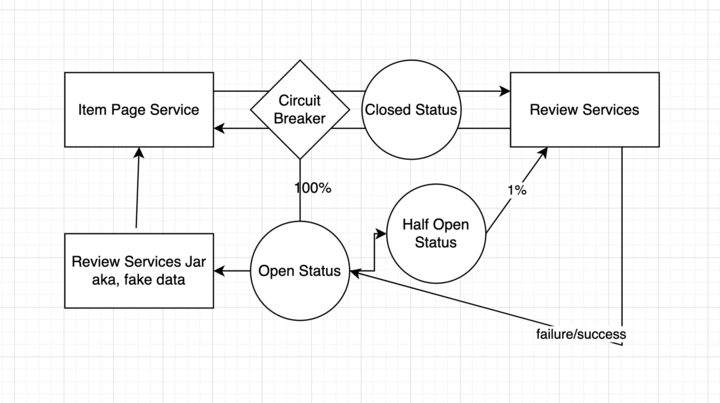 Item Page Service
Circuit
Breaker
Closed Status
Review Services
100%
1%
Half Open
Status
Review Services Jar
aka, fake data
Open Status
failure/success